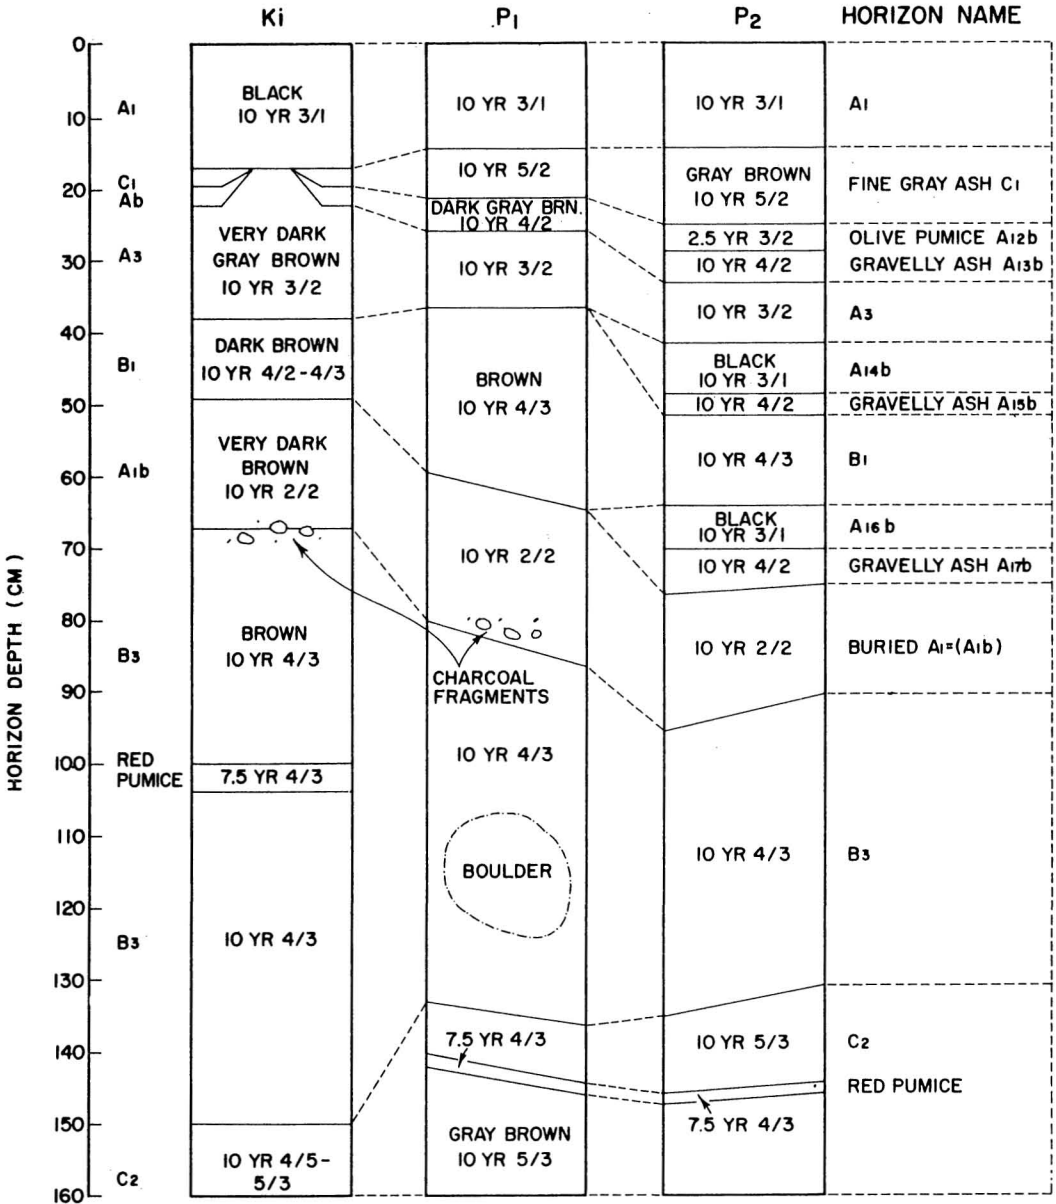 Ki P1 P2 HORIZON NAME
HORIZON DEPTH (CM)
0
10
20
30
40
50
60
70
80
90
100
110
120
130
140
150
160
A1
C1
Ab
A3
B1
A1b
B3
RED
PUMICE
B3
C2
BLACK
10 YR 3/1
VERY DARK
GRAY BROWN
10 YR 3/2
DARK BROWN
10 YR 4/2-4/3
VERY DARK
BROWN
10 YR 2/2
BROWN
10 YR 4/3
7.5 YR 4/3
10 YR 4/3
10 YR 4/5-
5/3
10 YR 3/1
10 YR 5/2
DARK GRAY BRN.
10 YR 4/2
10 YR 3/2
BROWN
10 YR 4/3
10 YR 2/2
CHARCOAL
FRAGMENTS
10 YR 4/3
BOULDER
7.5 YR 4/3
GRAY BROWN
10 YR 5/3
10 YR 3/1
GRAY BROWN
10 YR 5/2
2.5 YR 3/2
10 YR 4/2
10 YR 3/2
BLACK
10 YR 3/1
10 YR 4/2
10 YR 4/3
BLACK
10 YR 3/1
10 YR 4/2
10 YR 2/2
10 YR 4/3
10 YR 5/3
7.5 YR 4/3
A1
FINE GRAY ASH C1
OLIVE PUMICE A12b
GRAVELLY ASH A13b
A3
A14b
GRAVELLY ASH A15b
B1
A16b
GRAVELLY ASH A17b
BURIED A1=(A1b)
B3
C2
RED PUMICE